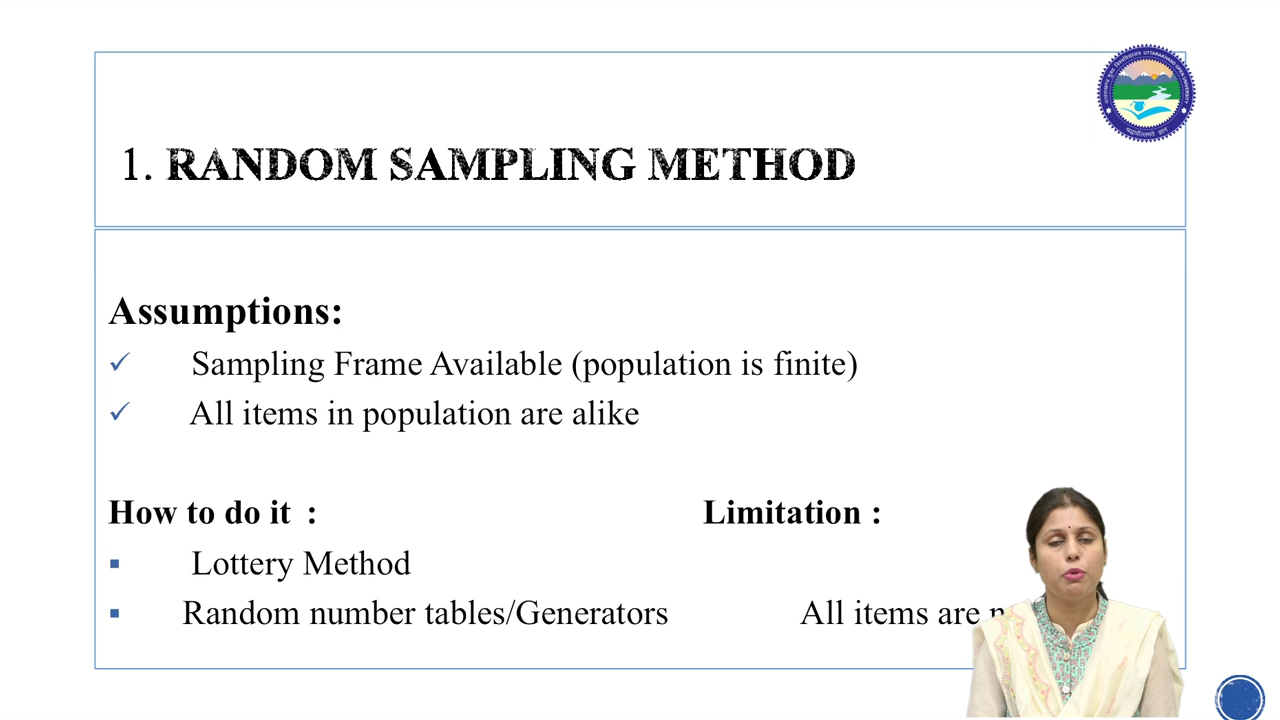 1. RANDOM SAMPLING METHOD
Assumptions:
Sampling Frame Available (population is finite)
All items in population are alike
How to do it : Limitation :
Lottery Method
Random number tables/Generators All items are